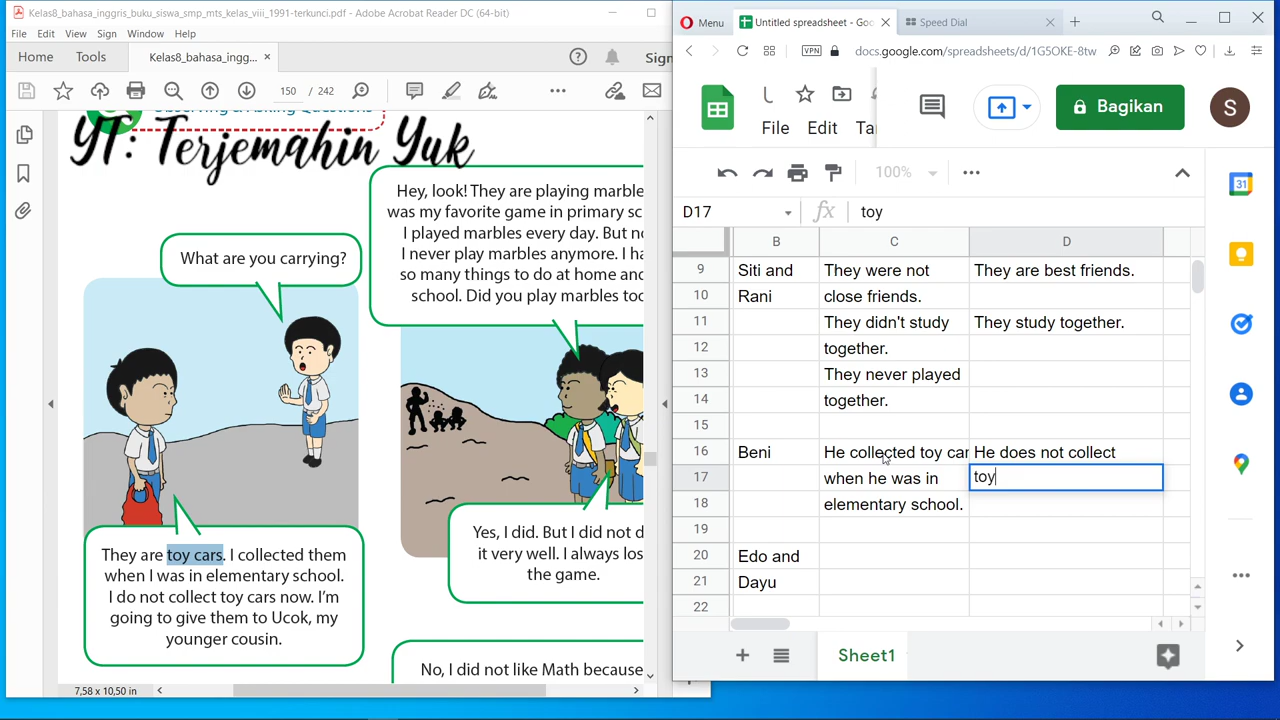 Kelas8_bahasa_inggris_buku_siswa_smp_mts_kelas_viii_1991-terkunci.pdf - Adobe Acrobat Reader DC (64-bit)
File Edit View Sign Window Help
Home Tools Kelas8_bahasa_ingg... × Sign
150 / 242
YT: Terjemahin Yuk
What are you carrying?
Hey, look! They are playing marble
was my favorite game in primary sc
I played marbles every day. But no
I never play marbles anymore. I ha
so many things to do at home and
school. Did you play marbles too
They are toy cars. I collected them
when I was in elementary school.
I do not collect toy cars now. I’m
going to give them to Ucok, my
younger cousin.
Yes, I did. But I did not d
it very well. I always los
the game.
No, I did not like Math because
7,58 x 10,50 in
Menu Untitled spreadsheet - Goo Speed Dial
VPN docs.google.com/spreadsheets/d/1G5OKE-8tw
File Edit Ta
Bagikan S
100%
D17 fx toy
B C D
9 Siti and They were not They are best friends.
10 Rani close friends.
11 They didn't study They study together.
12 together.
13 They never played
14 together.
15
16 Beni He collected toy car He does not collect
17 when he was in toy
18 elementary school.
19
20 Edo and
21 Dayu
22
Sheet1
31